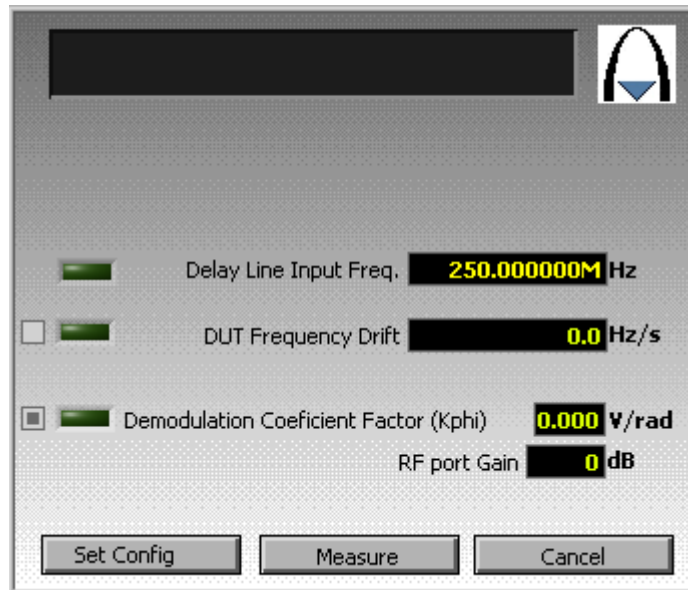 Delay Line Input Freq. 250.000000M Hz
DUT Frequency Drift 0.0 Hz/s
Demodulation Coeficient Factor (Kphi) 0.000 V/rad
RF port Gain 0 dB
Set Config Measure Cancel